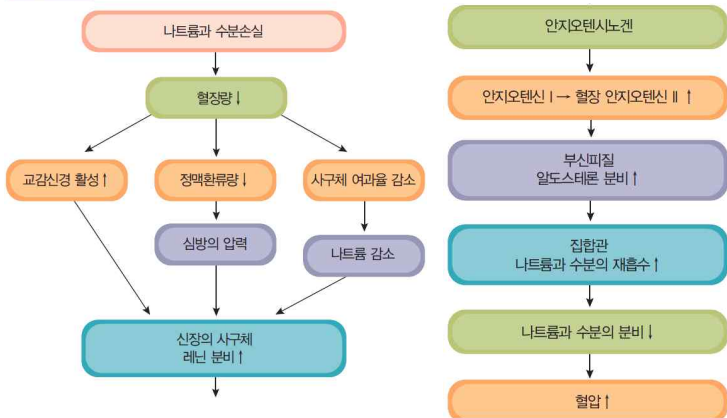 나트륨과 수분손실
혈장량↓
교감신경 활성↑
정맥환류량↓
사구체 여과율 감소
심방의 압력
나트륨 감소
신장의 사구체
레닌 분비↑
안지오텐시노겐
안지오텐신 Ⅰ → 혈장 안지오텐신 Ⅱ ↑
부신피질
알도스테론 분비↑
집합관
나트륨과 수분의 재흡수↑
나트륨과 수분의 분비↓
혈압↑